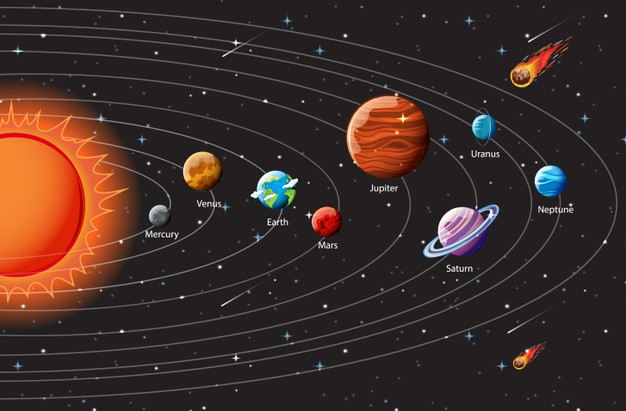 Mercury
Venus
Earth
Mars
Jupiter
Saturn
Uranus
Neptune